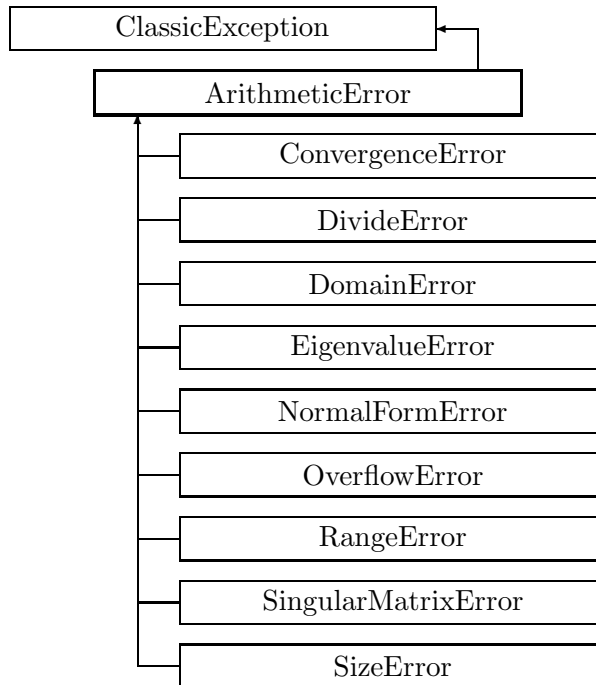 ClassicException
ArithmeticError
ConvergenceError
DivideError
DomainError
EigenvalueError
NormalFormError
OverflowError
RangeError
SingularMatrixError
SizeError